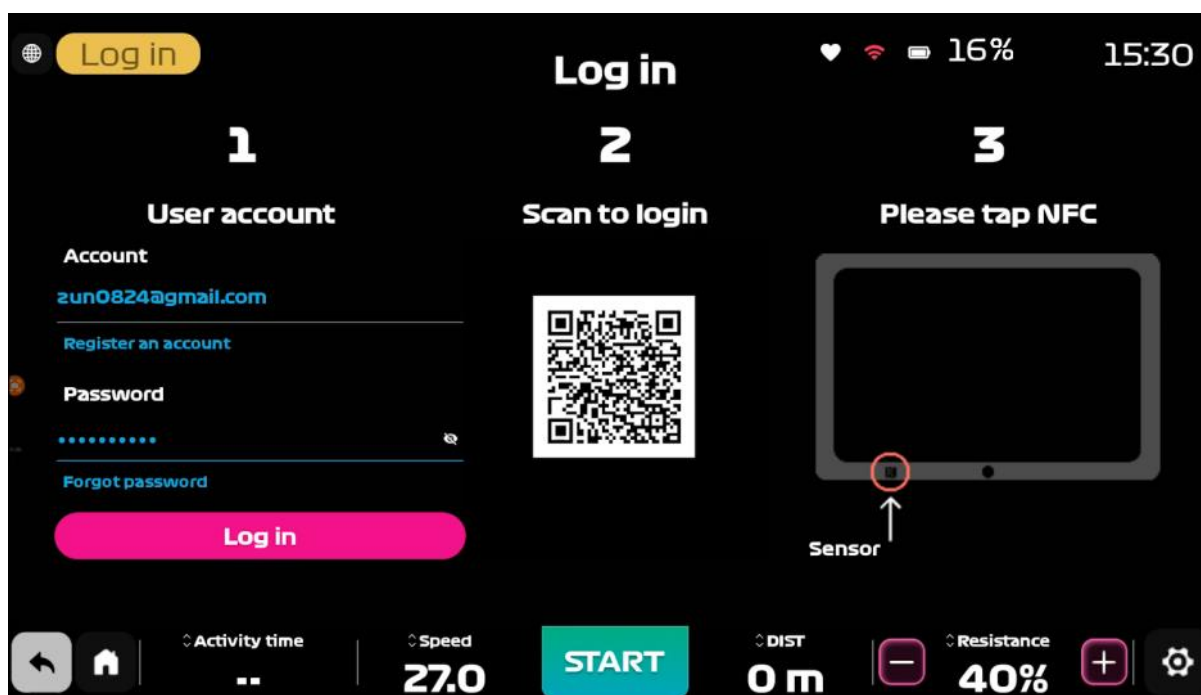 Log in
Log in
16%
15:30
1
User account
Account
zun0824@gmail.com
Register an account
Password
••••••••••
Forgot password
Log in
2
Scan to login
3
Please tap NFC
Sensor
Activity time
--
Speed
27.0
START
DIST
0 m
Resistance
40%